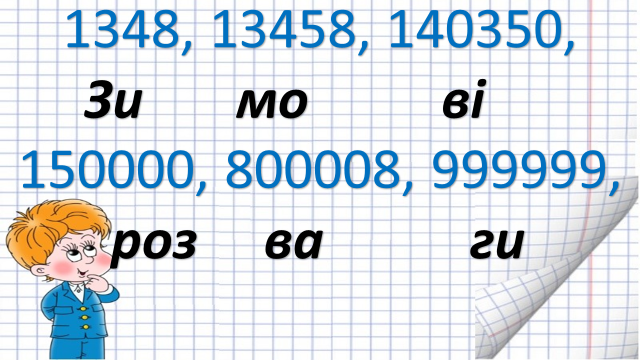 1348, 13458, 140350,
Зи мо ві
150000, 800008, 999999,
роз ва ги